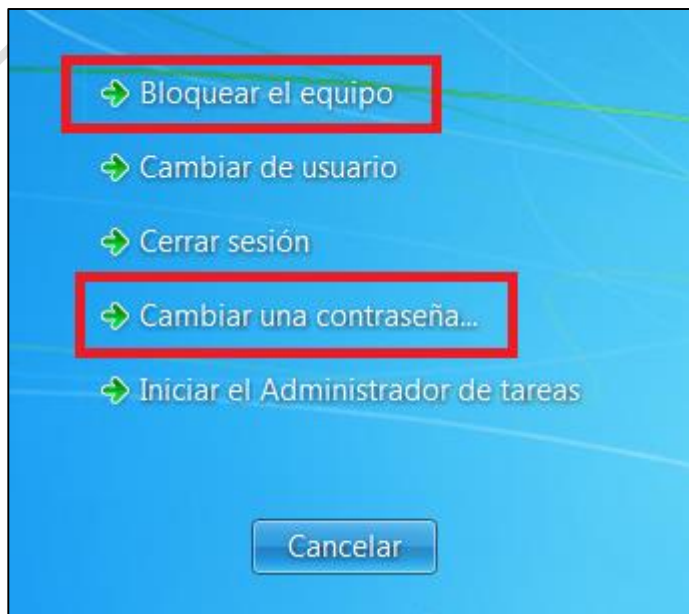 Bloquear el equipo
Cambiar de usuario
Cerrar sesión
Cambiar una contraseña...
Iniciar el Administrador de tareas
Cancelar